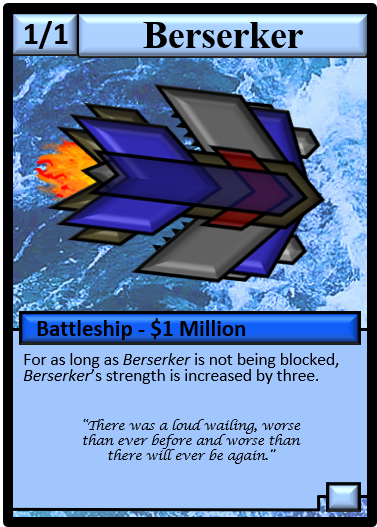 1/1 Berserker
Battleship - $1 Million
For as long as Berserker is not being blocked,
Berserker's strength is increased by three.
“There was a loud wailing, worse
than ever before and worse than
there will ever be again.”